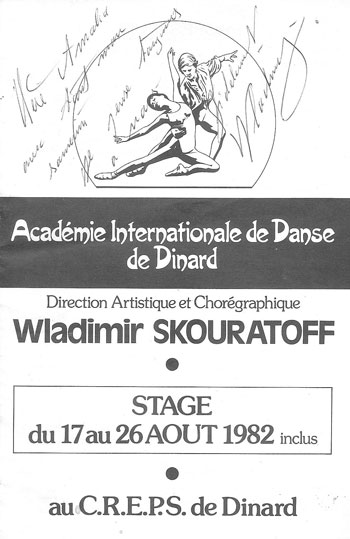 Académie Internationale de Danse
de Dinard
Direction Artistique et Chorégraphique
Wladimir SKOURATOFF
STAGE
du 17 au 26 AOUT 1982 inclus
au C.R.E.P.S. de Dinard